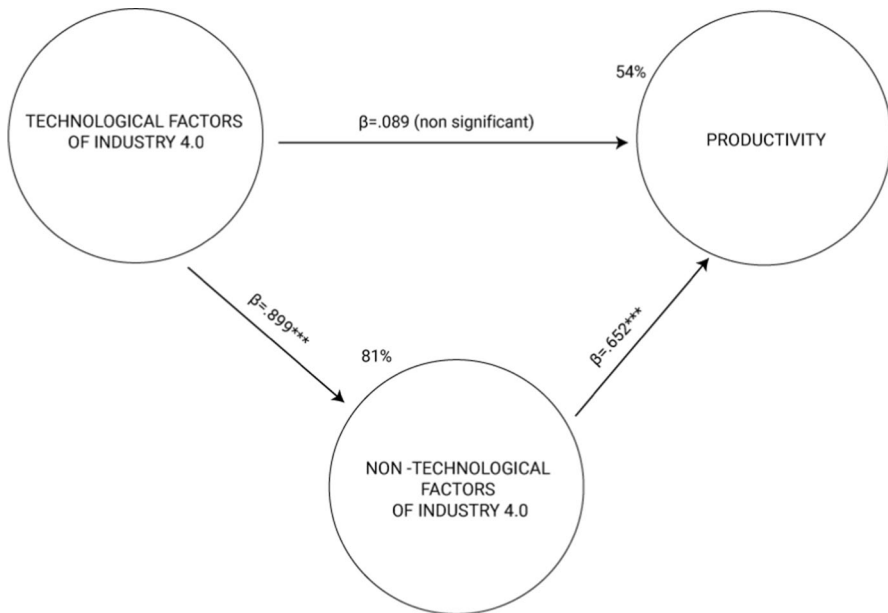 54%
TECHNOLOGICAL FACTORS
OF INDUSTRY 4.0
β=.089 (non significant)
PRODUCTIVITY
β=.899***
β=.652***
81%
NON -TECHNOLOGICAL
FACTORS
OF INDUSTRY 4.0